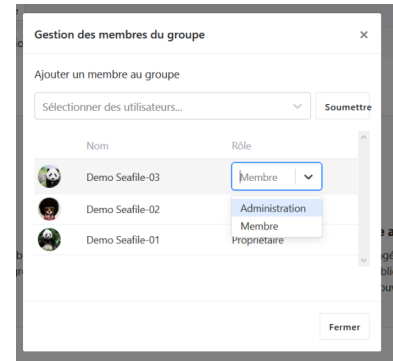 Gestion des membres du groupe ×
Ajouter un membre au groupe
Sélectionner des utilisateurs... Soumettre
Nom Rôle
Demo Seafile-03 Membre
Demo Seafile-02
Administration
Membre
Demo Seafile-01 Propriétaire
Fermer